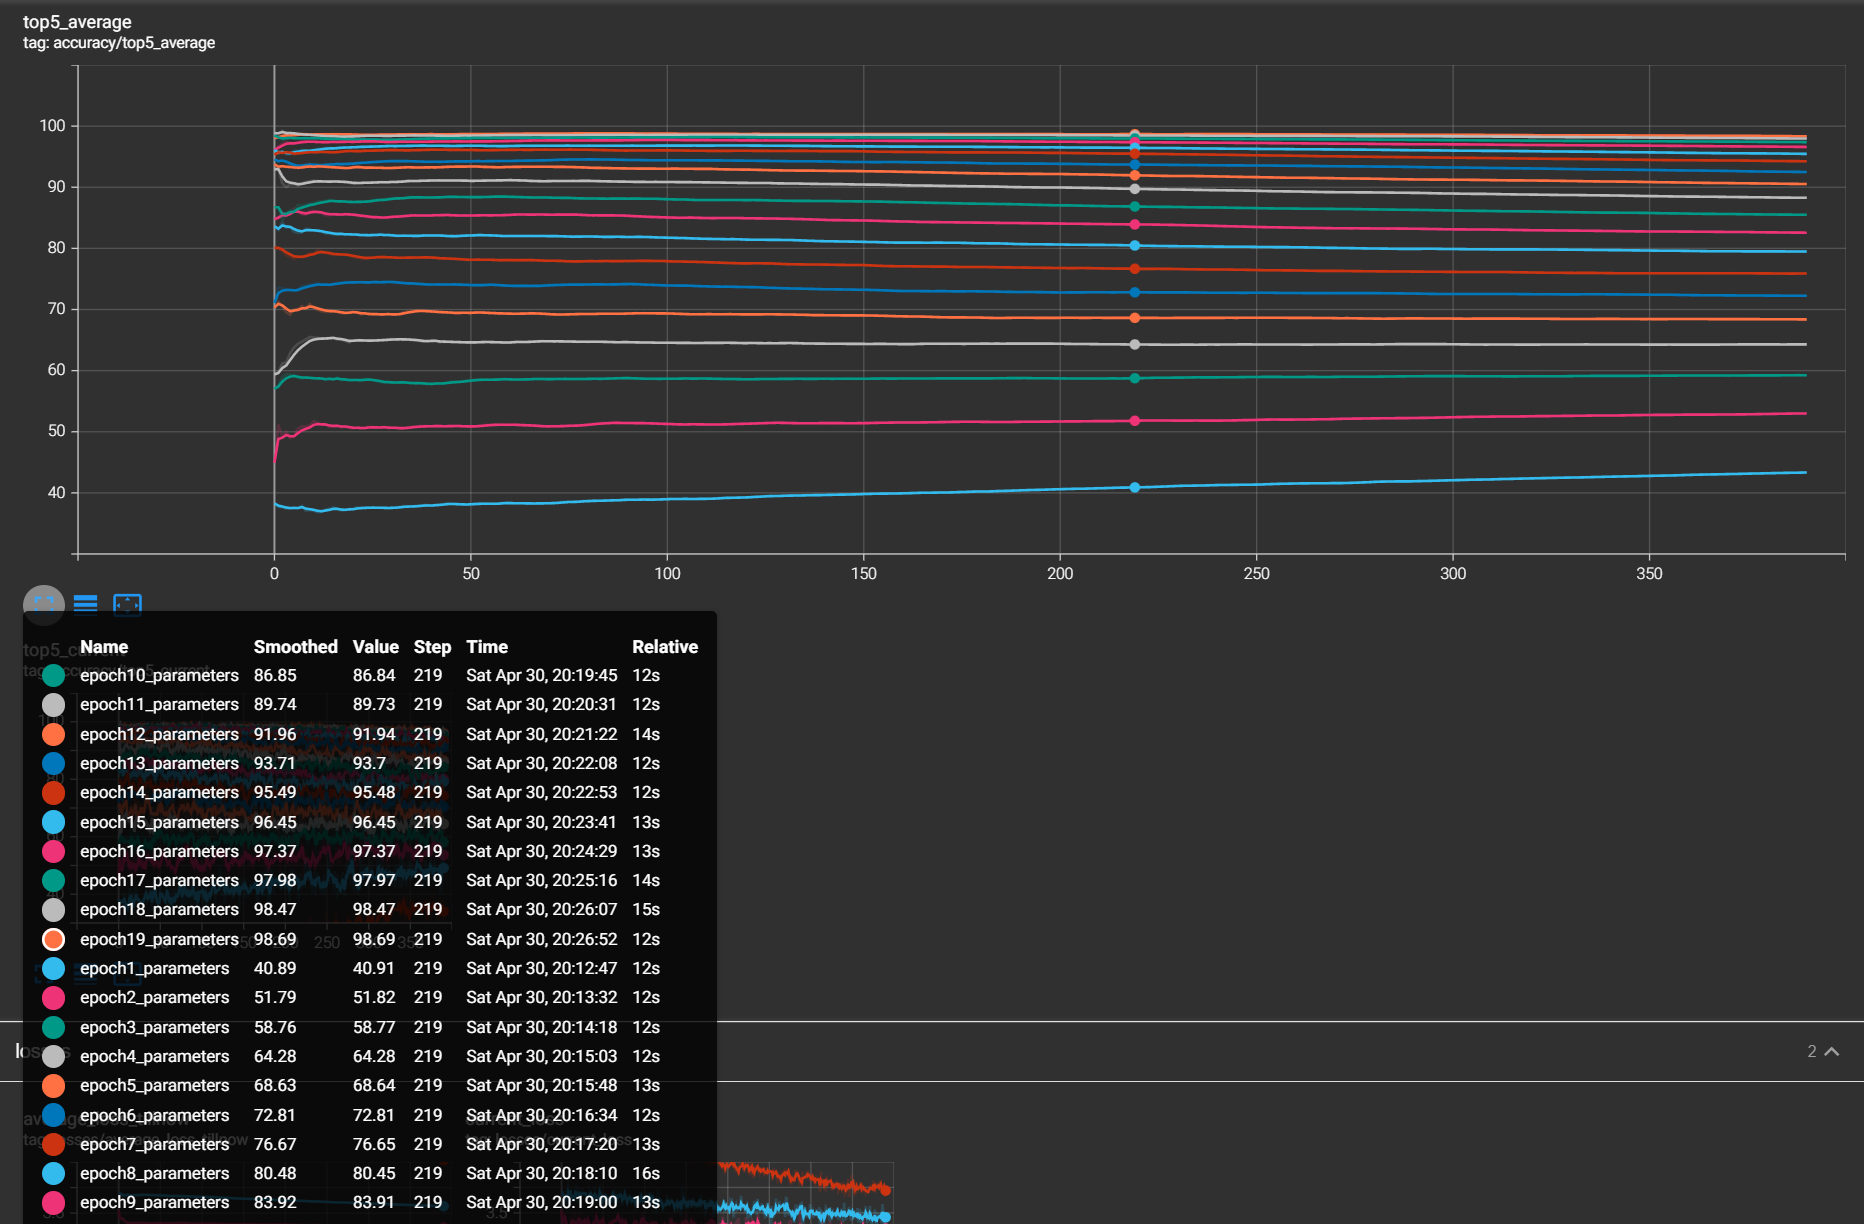 top5_average
tag: accuracy/top5_average
100
90
80
70
60
50
40
0 50 100 150 200 250 300 350
Name Smoothed Value Step Time Relative
epoch10_parameters 86.85 86.84 219 Sat Apr 30, 20:19:45 12s
epoch11_parameters 89.74 89.73 219 Sat Apr 30, 20:20:31 12s
epoch12_parameters 91.96 91.94 219 Sat Apr 30, 20:21:22 14s
epoch13_parameters 93.71 93.7 219 Sat Apr 30, 20:22:08 12s
epoch14_parameters 95.49 95.48 219 Sat Apr 30, 20:22:53 12s
epoch15_parameters 96.45 96.45 219 Sat Apr 30, 20:23:41 13s
epoch16_parameters 97.37 97.37 219 Sat Apr 30, 20:24:29 13s
epoch17_parameters 97.98 97.97 219 Sat Apr 30, 20:25:16 14s
epoch18_parameters 98.47 98.47 219 Sat Apr 30, 20:26:07 15s
epoch19_parameters 98.69 98.69 219 Sat Apr 30, 20:26:52 12s
epoch1_parameters 40.89 40.91 219 Sat Apr 30, 20:12:47 12s
epoch2_parameters 51.79 51.82 219 Sat Apr 30, 20:13:32 12s
epoch3_parameters 58.76 58.77 219 Sat Apr 30, 20:14:18 12s
epoch4_parameters 64.28 64.28 219 Sat Apr 30, 20:15:03 12s
2
epoch5_parameters 68.63 68.64 219 Sat Apr 30, 20:15:48 13s
epoch6_parameters 72.81 72.81 219 Sat Apr 30, 20:16:34 12s
epoch7_parameters 76.67 76.65 219 Sat Apr 30, 20:17:20 13s
epoch8_parameters 80.48 80.45 219 Sat Apr 30, 20:18:10 16s
epoch9_parameters 83.92 83.91 219 Sat Apr 30, 20:19:00 13s